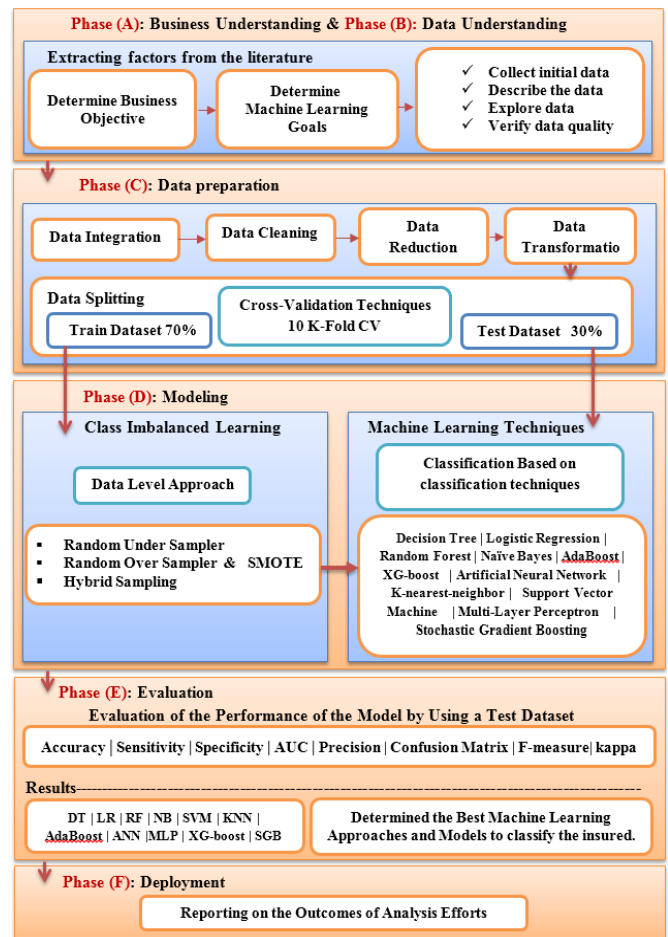 Phase (A): Business Understanding & Phase (B): Data Understanding
Extracting factors from the literature
Determine Business
Objective
Determine
Machine Learning
Goals
✓ Collect initial data
✓ Describe the data
✓ Explore data
✓ Verify data quality
Phase (C): Data preparation
Data Integration
Data Cleaning
Data
Reduction
Data
Transformatio
Data Splitting
Cross-Validation Techniques
10 K-Fold CV
Train Dataset 70%
Test Dataset 30%
Phase (D): Modeling
Class Imbalanced Learning
Data Level Approach
▪ Random Under Sampler
▪ Random Over Sampler & SMOTE
▪ Hybrid Sampling
Machine Learning Techniques
Classification Based on
classification techniques
Decision Tree | Logistic Regression |
Random Forest | Naïve Bayes | AdaBoost |
XG-boost | Artificial Neural Network |
K-nearest-neighbor | Support Vector
Machine | Multi-Layer Perceptron |
Stochastic Gradient Boosting
Phase (E): Evaluation
Evaluation of the Performance of the Model by Using a Test Dataset
Accuracy | Sensitivity | Specificity | AUC | Precision | Confusion Matrix | F-measure| kappa
Results
DT | LR | RF | NB | SVM | KNN |
AdaBoost | ANN |MLP | XG-boost | SGB
Determined the Best Machine Learning
Approaches and Models to classify the insured.
Phase (F): Deployment
Reporting on the Outcomes of Analysis Efforts